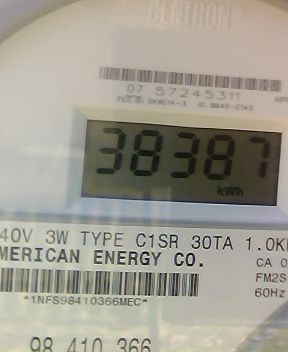 CENTRON
07 57245311
38387
kWh
40V 3W TYPE C1SR 30TA 1.0K
MERICAN ENERGY CO.
CA 0
FM2S
60Hz
*1NFS98410366MEC*
98 410 366